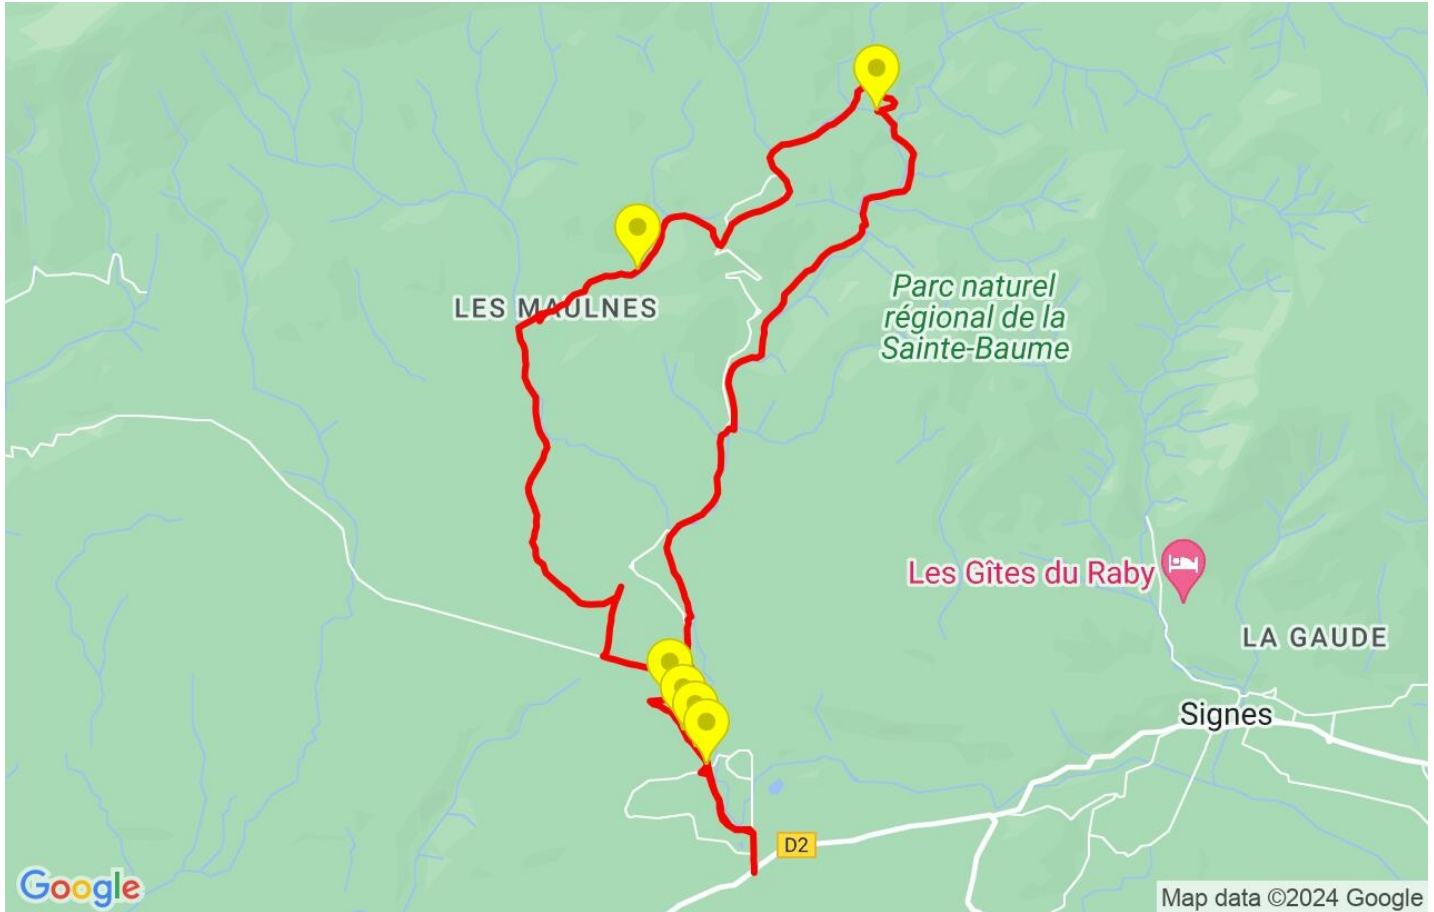 Parc naturel
régional de la
Sainte-Baume
LES MAULNES
Les Gîtes du Raby
LA GAUDE
Signes
D2
Google
Map data ©2024 Google